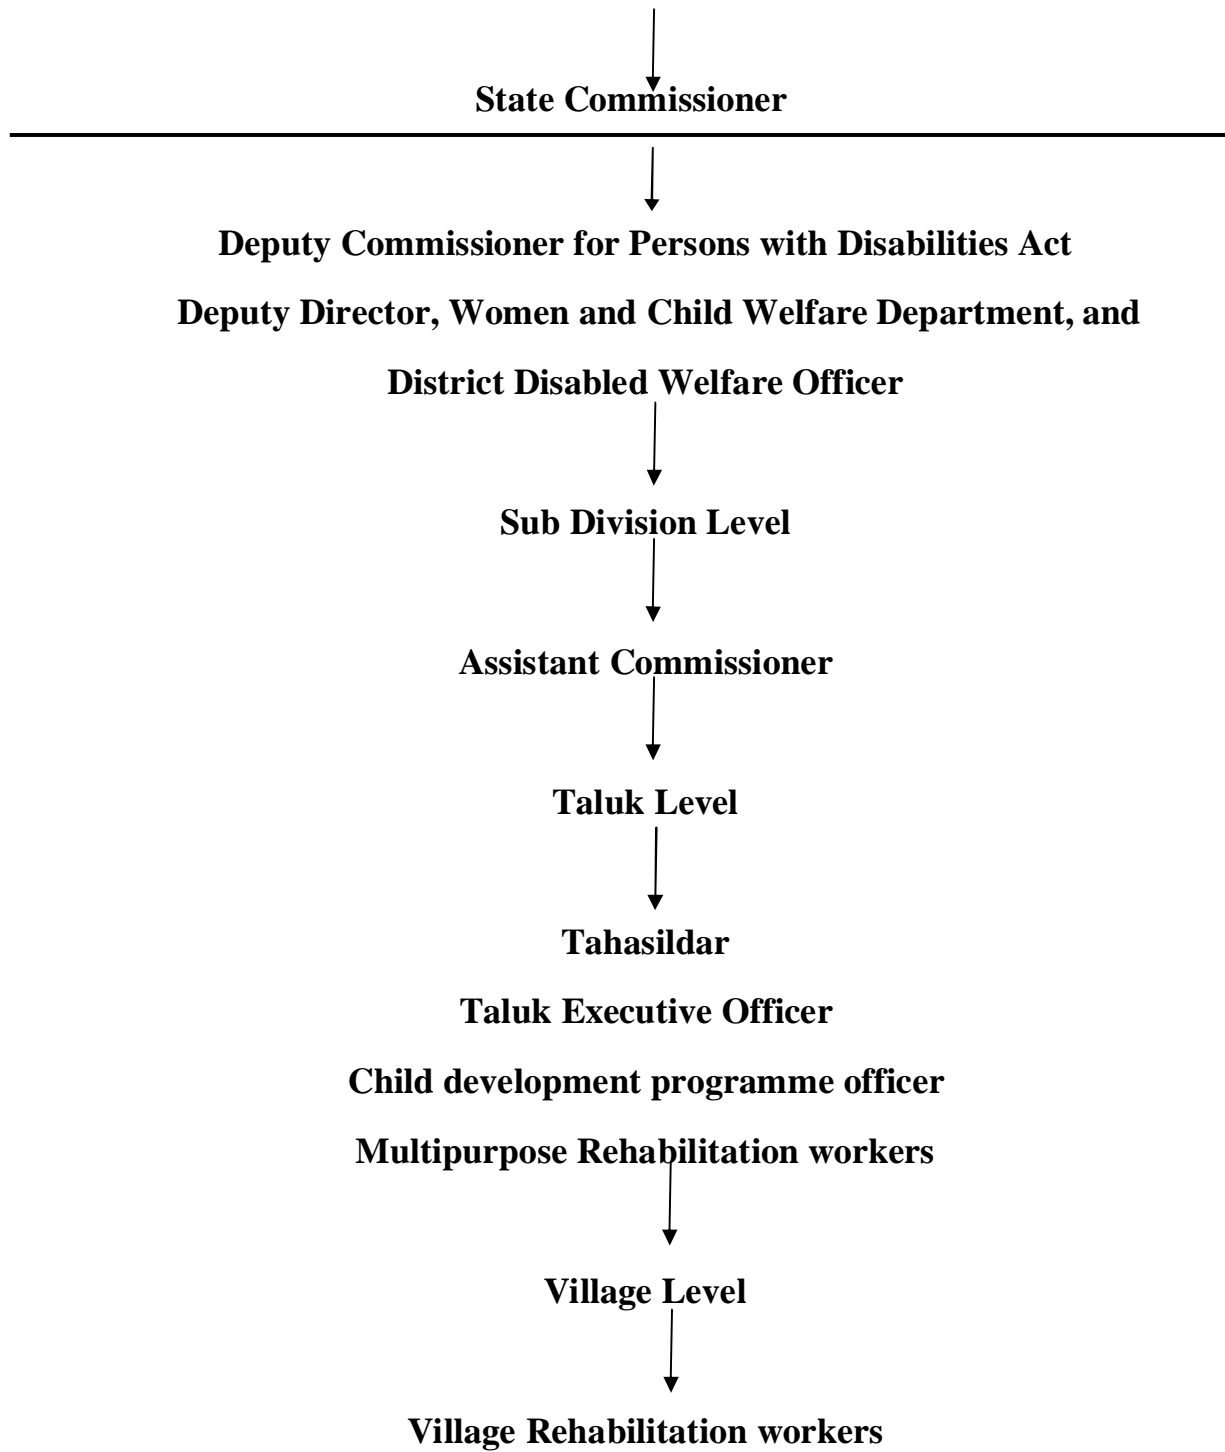 State Commissioner
Deputy Commissioner for Persons with Disabilities Act
Deputy Director, Women and Child Welfare Department, and
District Disabled Welfare Officer
Sub Division Level
Assistant Commissioner
Taluk Level
Tahasildar
Taluk Executive Officer
Child development programme officer
Multipurpose Rehabilitation workers
Village Level
Village Rehabilitation workers